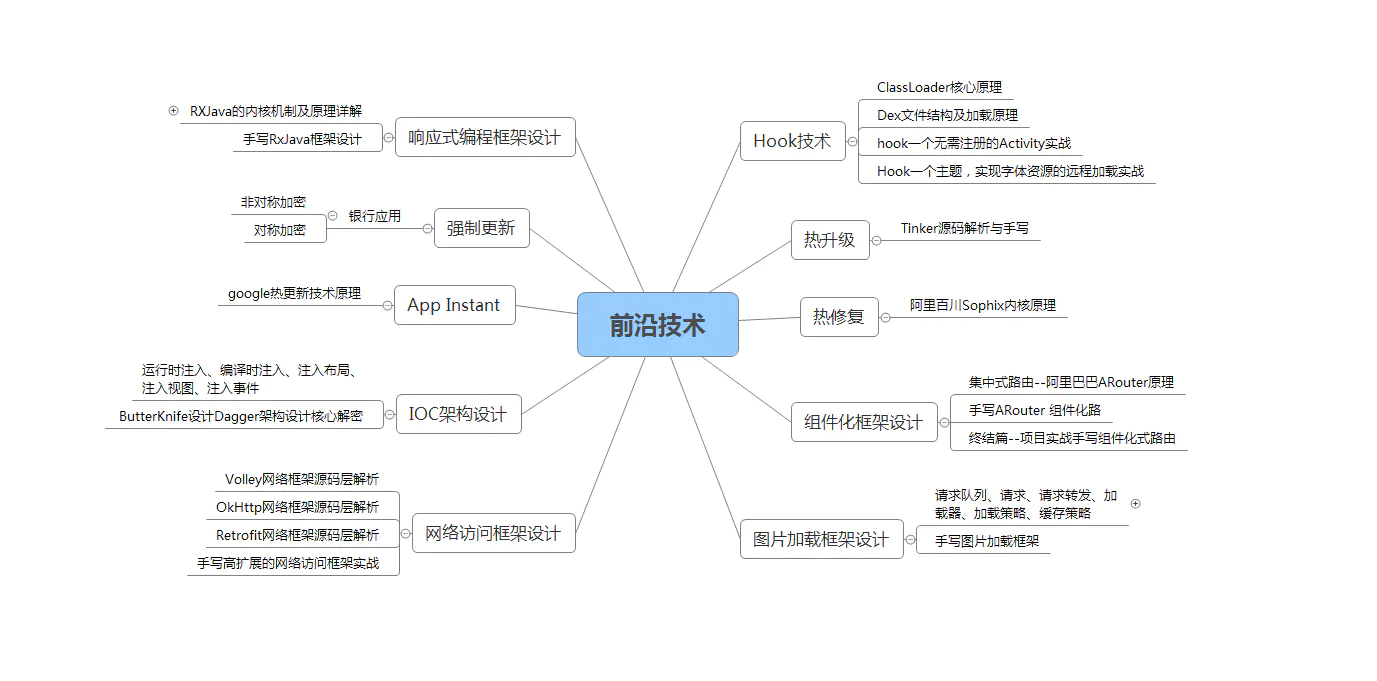 前沿技术
Hook技术
ClassLoader核心原理
Dex文件结构及加载原理
hook一个无需注册的Activity实战
Hook一个主题，实现字体资源的远程加载实战
热升级
Tinker源码解析与手写
热修复
阿里百川Sophix内核原理
组件化框架设计
集中式路由--阿里巴巴ARouter原理
手写ARouter 组件化路
终结篇--项目实战手写组件化式路由
图片加载框架设计
请求队列、请求、请求转发、加
载器、加载策略、缓存策略
手写图片加载框架
响应式编程框架设计
RXJava的内核机制及原理详解
手写RxJava框架设计
强制更新
银行应用
非对称加密
对称加密
App Instant
google热更新技术原理
IOC架构设计
运行时注入、编译时注入、注入布局、
注入视图、注入事件
ButterKnife设计Dagger架构设计核心解密
网络访问框架设计
Volley网络框架源码层解析
OkHttp网络框架源码层解析
Retrofit网络框架源码层解析
手写高扩展的网络访问框架实战